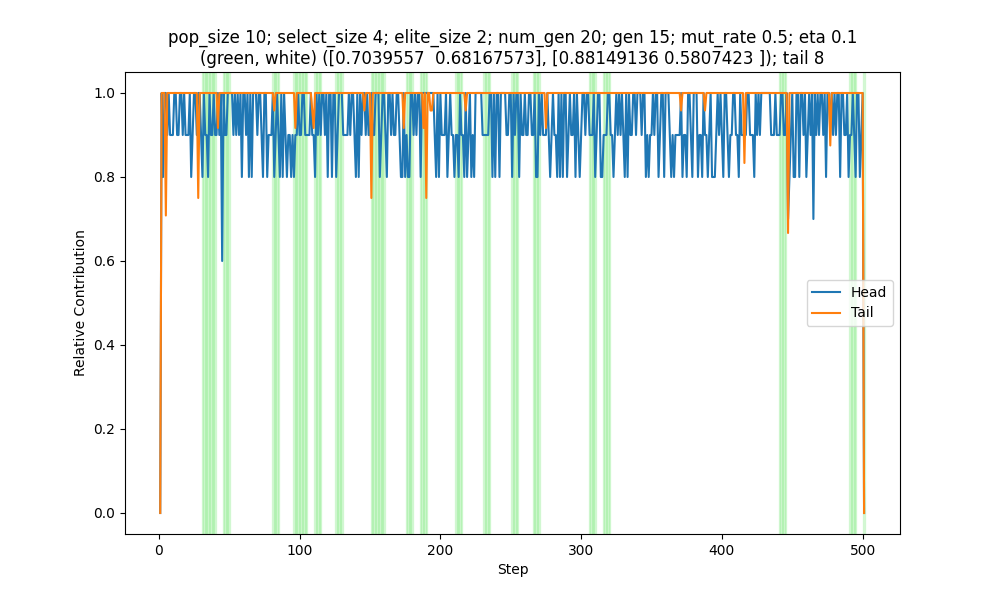 pop_size 10; select_size 4; elite_size 2; num_gen 20; gen 15; mut_rate 0.5; eta 0.1
(green, white) ([0.7039557  0.68167573], [0.88149136 0.5807423 ]); tail 8
1.0
0.8
0.6
0.4
0.2
0.0
Relative Contribution
Head
Tail
0 100 200 300 400 500
Step